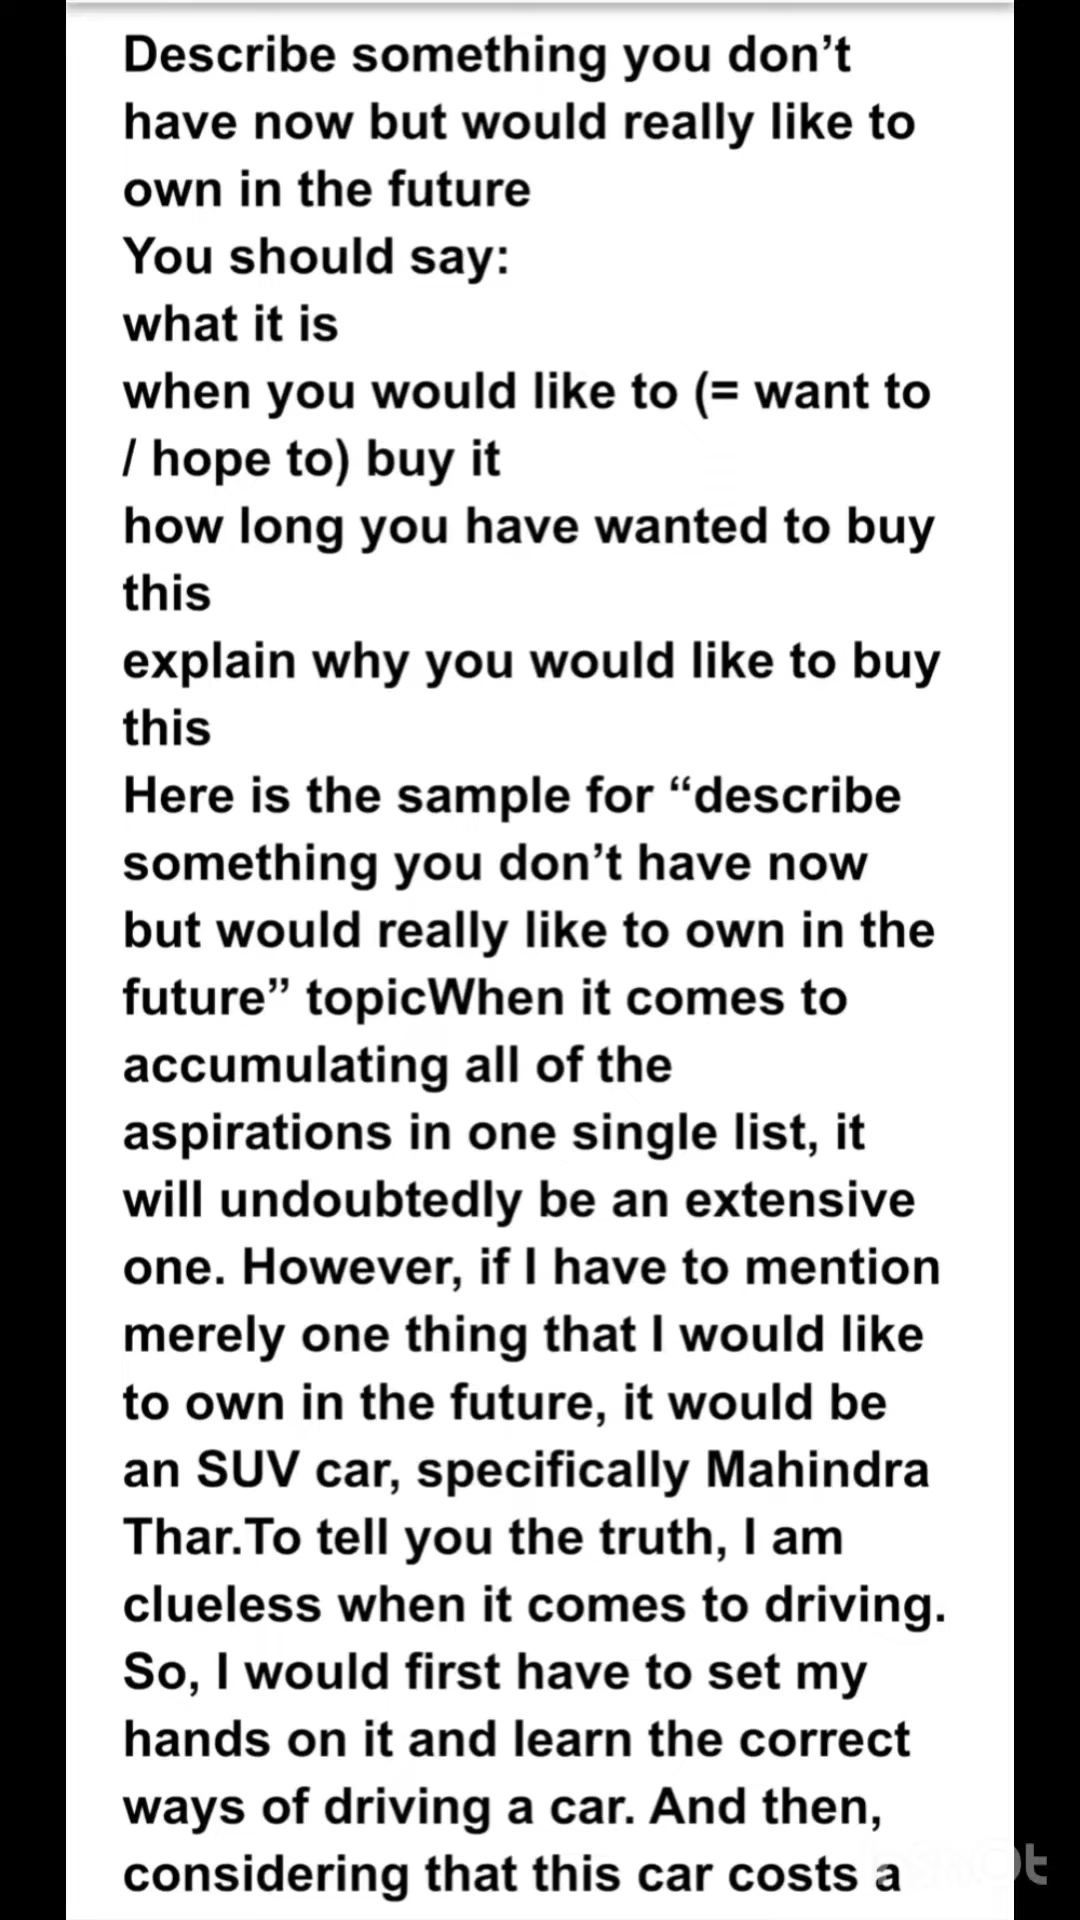 Describe something you don’t
have now but would really like to
own in the future
You should say:
what it is
when you would like to (= want to
/ hope to) buy it
how long you have wanted to buy
this
explain why you would like to buy
this
Here is the sample for “describe
something you don’t have now
but would really like to own in the
future” topicWhen it comes to
accumulating all of the
aspirations in one single list, it
will undoubtedly be an extensive
one. However, if I have to mention
merely one thing that I would like
to own in the future, it would be
an SUV car, specifically Mahindra
Thar.To tell you the truth, I am
clueless when it comes to driving.
So, I would first have to set my
hands on it and learn the correct
ways of driving a car. And then,
considering that this car costs a